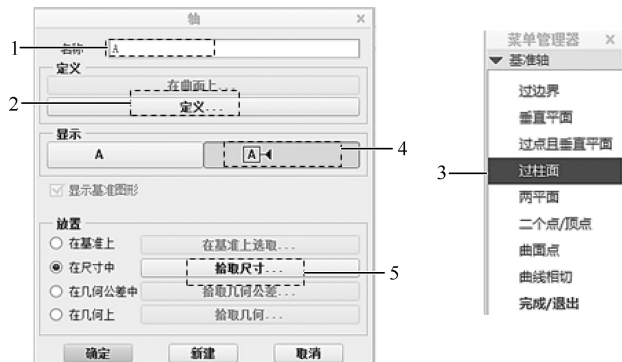 轴
1
名称 A
定义
在曲面上...
2
定义...
显示
A
A
4
显示基准图形
放置
在基准上
在基准上选取...
在尺寸中
拾取尺寸...
5
在几何公差中
拾取几何公差...
在几何上
拾取几何...
确定
新建
取消
菜单管理器
基准轴
过边界
垂直平面
过点且垂直平面
3
过柱面
两平面
二个点/顶点
曲面点
曲线相切
完成/退出